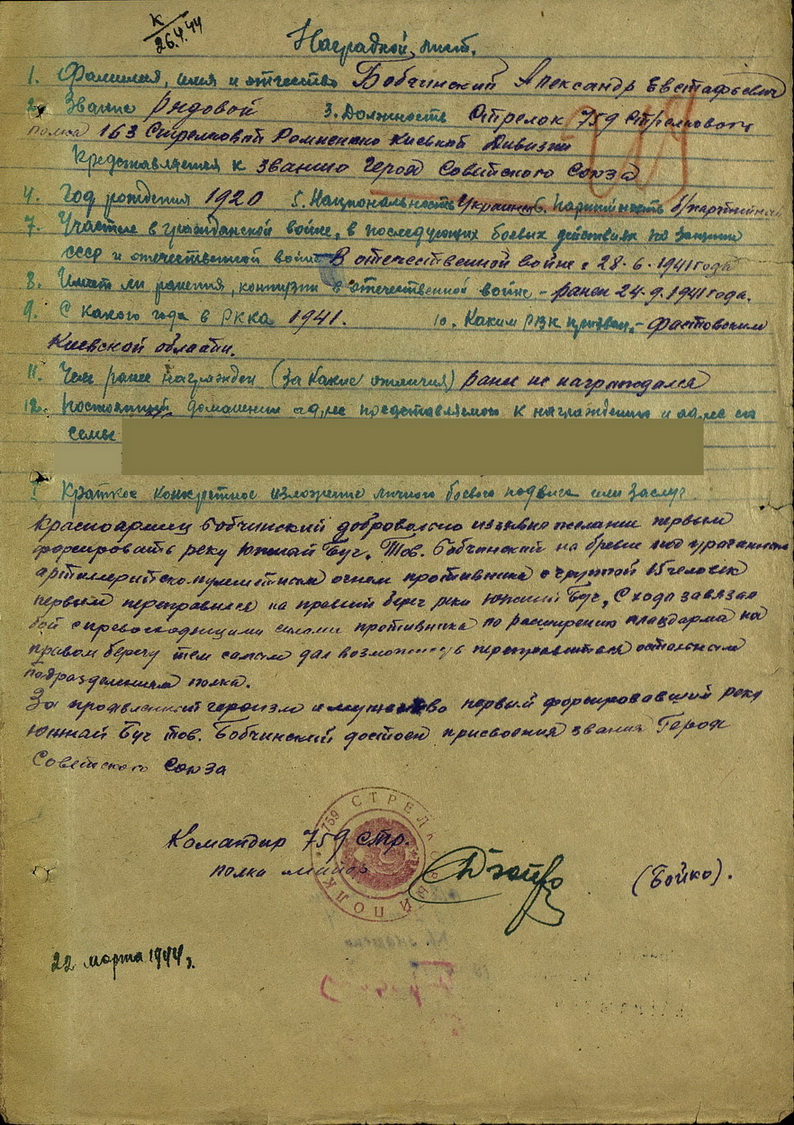 К
26.4.44
Наградной лист.
1. Фамилия, имя и отчество Бобчинский Александр Евстафьевич
2. Звание Рядовой 3. Должность Стрелок 759 Стрелкового
полка 163 Стрелковой Роменской Киевской Дивизии
Представляется к званию Героя Советского Союза
4. Год рождения 1920 5. Национальность Украинец 6. Партийность б/партийный
7. Участие в гражданской войне, в последующих боевых действиях по защите
СССР и отечественной войне В отечественной войне с 28.6.1941 года
8. Имеет ли ранения, контузии в отечественной войне - ранен 24.9.1941 года.
9. С какого года в РККА 1941. 10. Каким РВК призван - Фастовским
Киевской области.
11. Чем ранее награжден (за какие отличия) ранее не награждался
12. Постоянный домашний адрес представляемого к награждению и адрес его
семьи
I Краткое конкретное изложение личного боевого подвига или заслуг.
Красноармеец Бобчинский добровольно изъявил желание первым
форсировать реку Южный Буг. Тов. Бобчинский на бревне под ураганным
артиллерийско-пулеметным огнем противника с группой 15 человек
первым переправился на правый берег реки Южный Буг, С хода завязал
бой с превосходящими силами противника по расширению плацдарма на
правом берегу тем самым дал возможность переправиться остальным
подразделениям полка.
За проявленный героизм и мужество первый форсировавший реку
Южный Буг тов. Бобчинский достоен присвоения звания Героя
Советского Союза
759 СТРЕЛКОВЫЙ ПОЛК
Командир 759 стр.
полка майор (Бойко).
22 марта 1944 г.